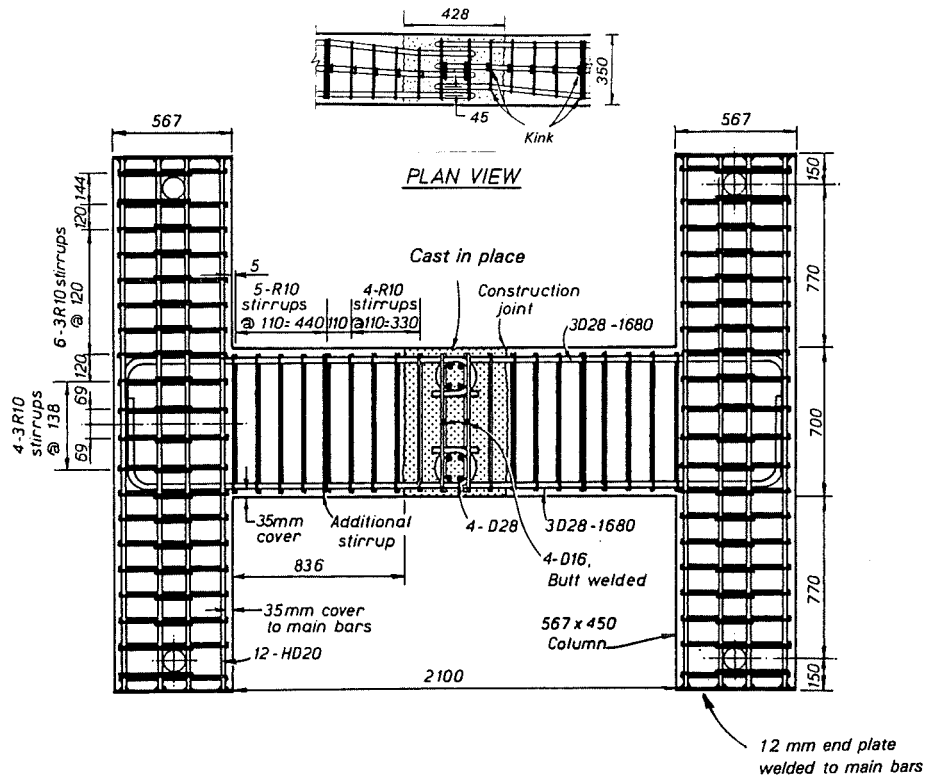 428
350
45
Kink
PLAN VIEW
567
567
144
120
6-3R10 stirrups
@ 120
120
69
4-3R10
stirrups
@ 138
69
5
5-R10
stirrups
@ 110= 440
110
4-R10
stirrups
@110=330
Cast in place
Construction
joint
3D28-1680
150
770
700
770
150
35mm
cover
Additional
stirrup
4-D28
3D28-1680
836
4-D16,
Butt welded
35mm cover
to main bars
567 x 450
Column
12-HD20
2100
12 mm end plate
welded to main bars